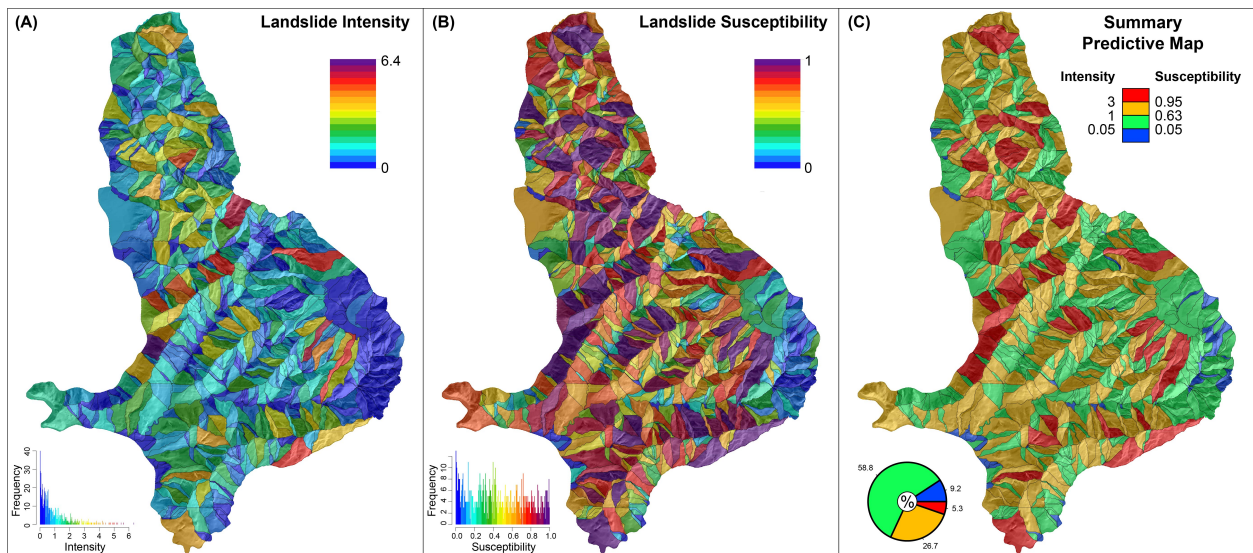 (A)
Landslide Intensity
6.4
0
Frequency
40
30
20
10
0
0 1 2 3 4 5 6
Intensity
(B)
Landslide Susceptibility
1
0
Frequency
10
8
6
4
2
0
0.0 0.2 0.4 0.6 0.8 1.0
Susceptibility
(C)
Summary
Predictive Map
Intensity Susceptibility
3 0.95
1 0.63
0.05 0.05
58.8
9.2
%
5.3
26.7